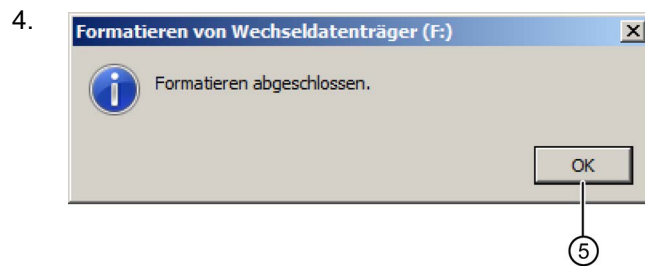 4.
Formatieren von Wechseldatenträger (F:)
Formatieren abgeschlossen.
OK
5